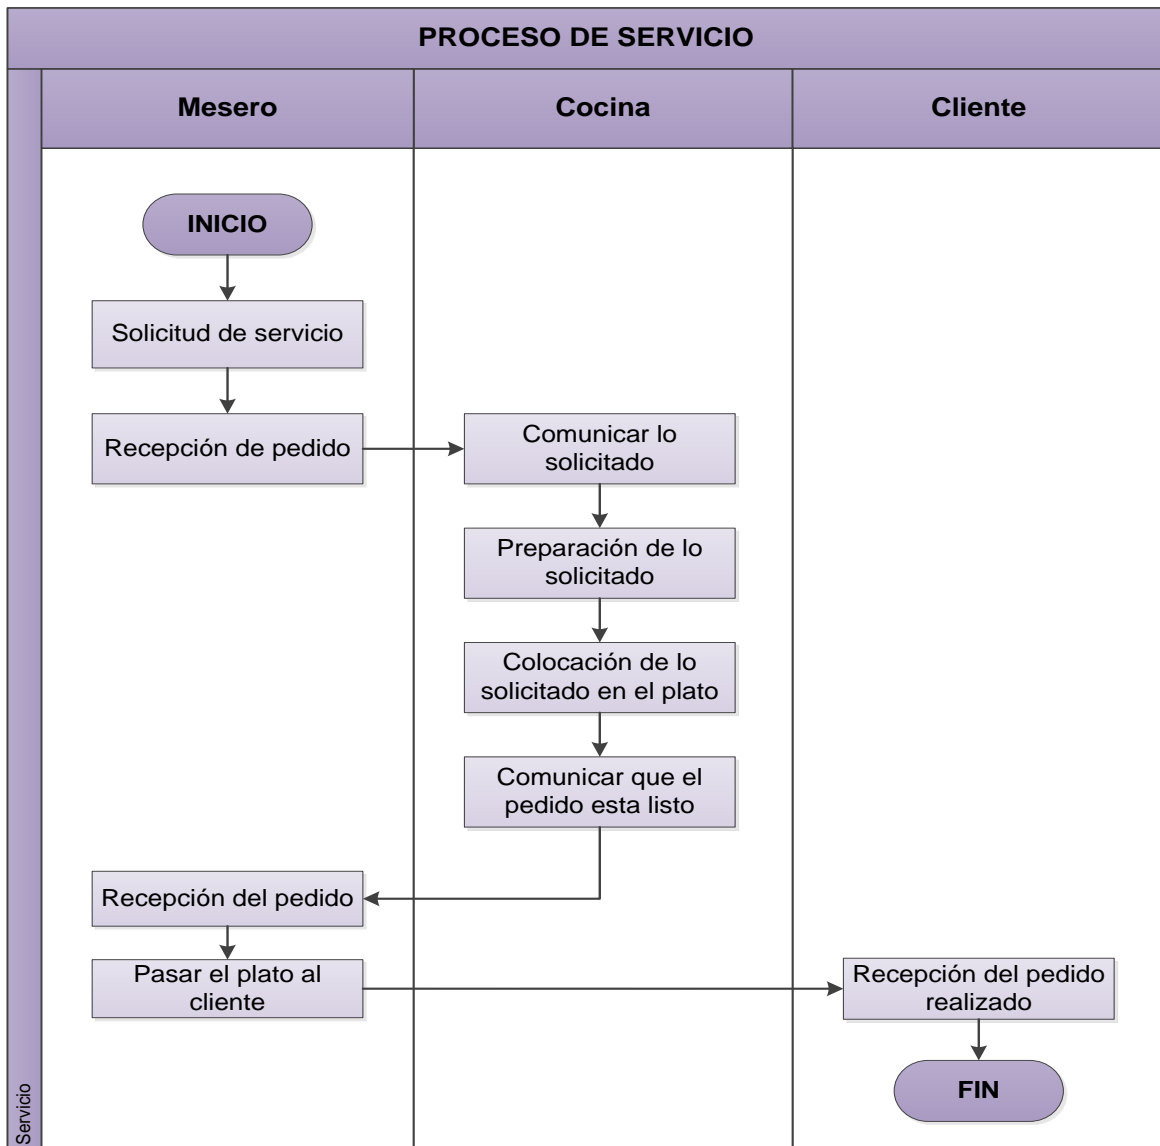 PROCESO DE SERVICIO
Mesero
Cocina
Cliente
INICIO
Solicitud de servicio
Recepción de pedido
Comunicar lo
solicitado
Preparación de lo
solicitado
Colocación de lo
solicitado en el plato
Comunicar que el
pedido esta listo
Recepción del pedido
Pasar el plato al
cliente
Recepción del pedido
realizado
FIN
Servicio